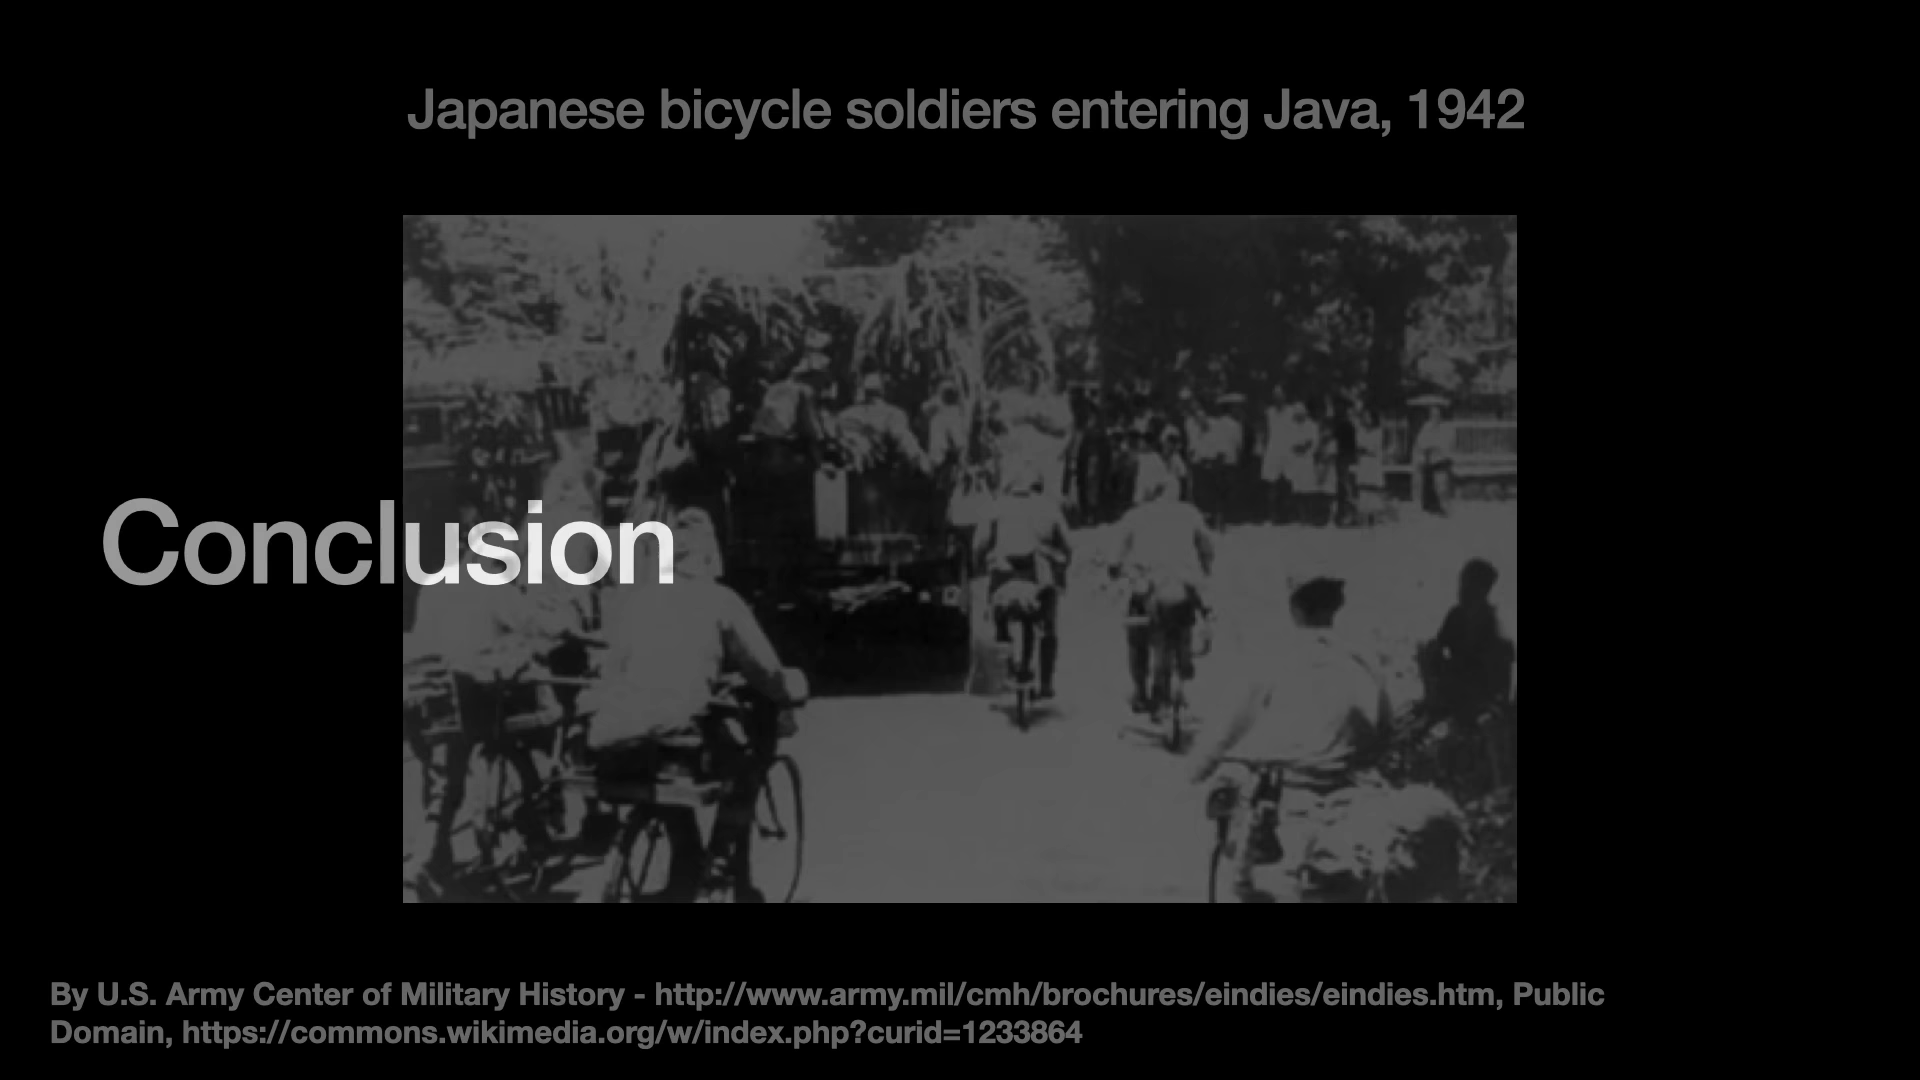 Japanese bicycle soldiers entering Java, 1942
Conclusion
By U.S. Army Center of Military History - http://www.army.mil/cmh/brochures/eindies/eindies.htm, Public
Domain, https://commons.wikimedia.org/w/index.php?curid=1233864